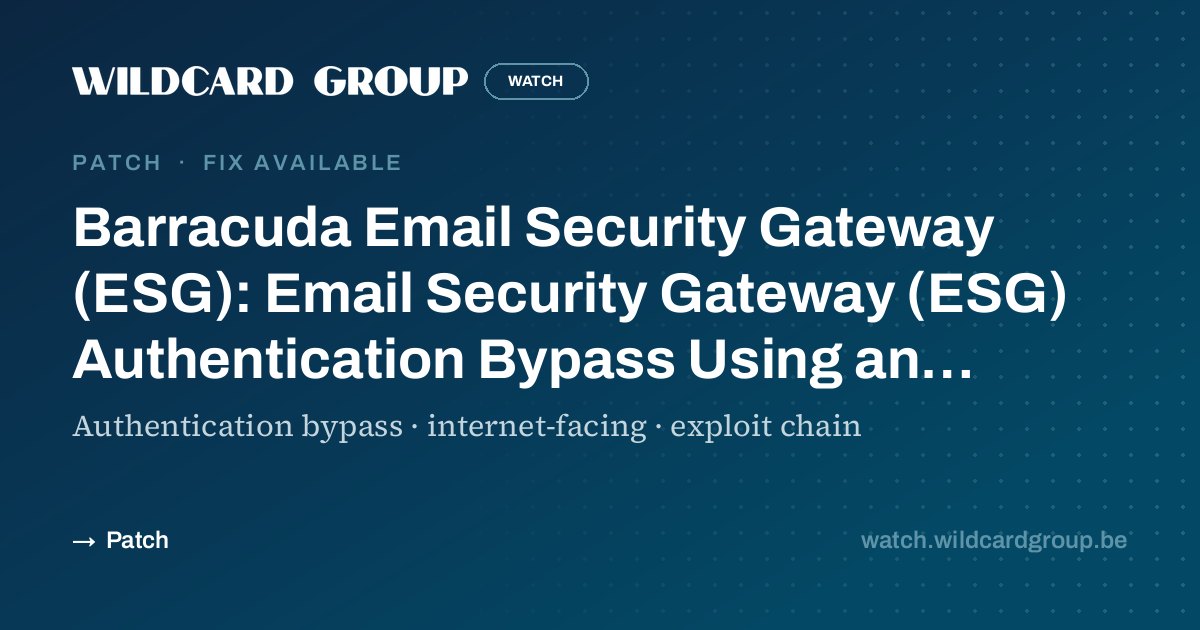 WILDCARD GROUP WATCH
PATCH · FIX AVAILABLE
Barracuda Email Security Gateway
(ESG): Email Security Gateway (ESG)
Authentication Bypass Using an…
Authentication bypass · internet-facing · exploit chain
→ Patch
watch.wildcardgroup.be